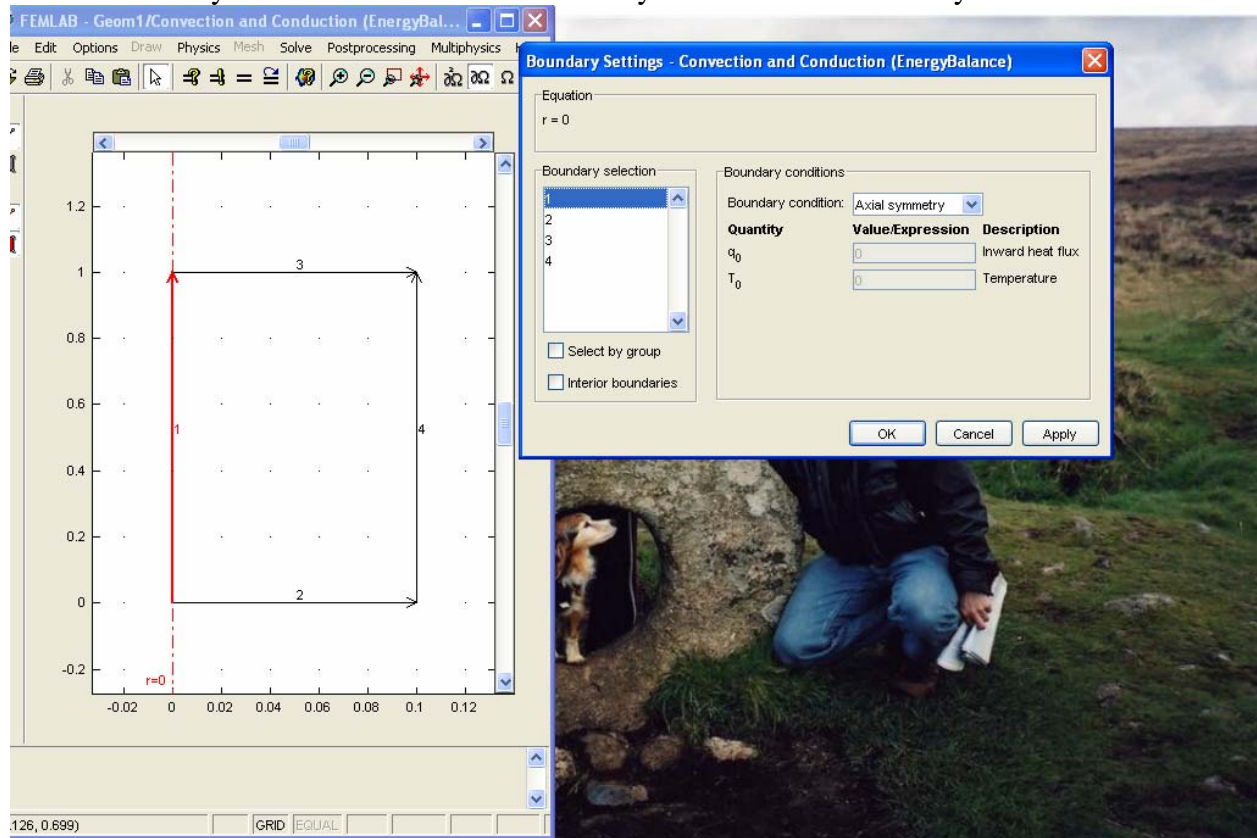 FEMLAB - Geom1/Convection and Conduction (EnergyBal...
Edit Options Draw Physics Mesh Solve Postprocessing Multiphysics
1.2
1
0.8
0.6
0.4
0.2
0
-0.2
3
1
4
2
r=0
-0.02 0 0.02 0.04 0.06 0.08 0.1 0.12
.126, 0.699)
GRID EQUAL
Boundary Settings - Convection and Conduction (EnergyBalance)
Equation
r = 0
Boundary selection
1
2
3
4
Select by group
Interior boundaries
Boundary conditions
Boundary condition: Axial symmetry
Quantity Value/Expression Description
q0 0 Inward heat flux
T0 0 Temperature
OK Cancel Apply